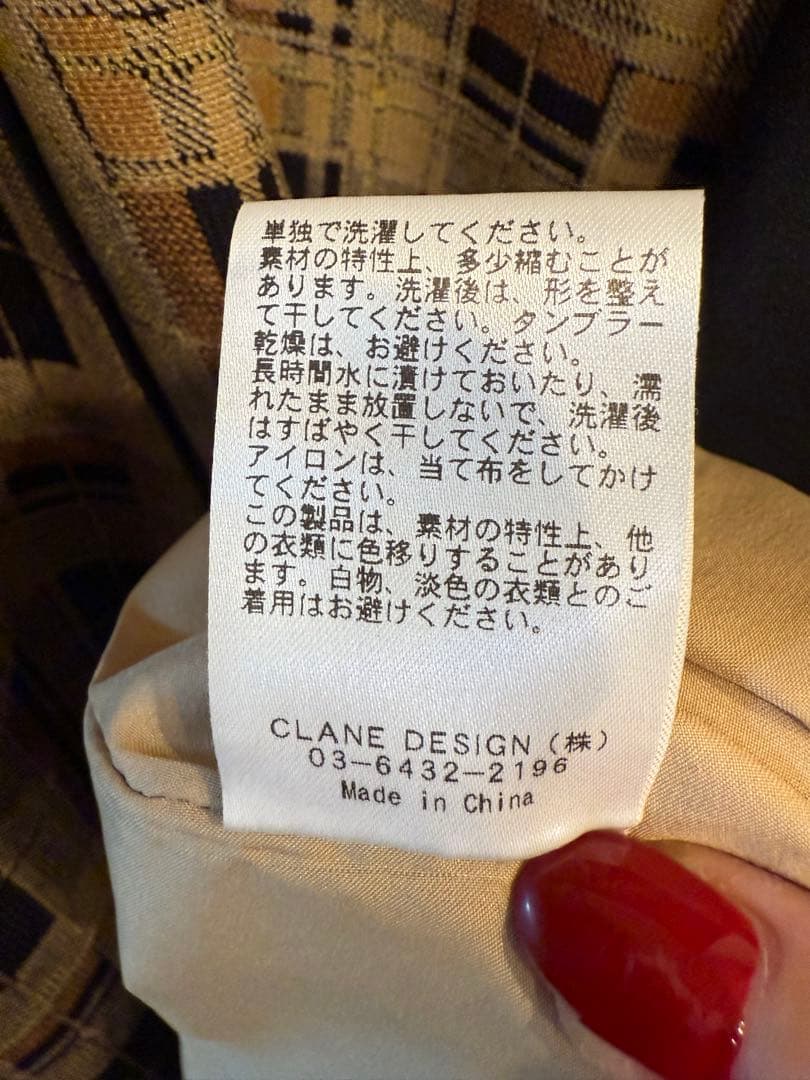 単独で洗濯してください。
素材の特性上、多少縮むことが
あります。洗濯後は、形を整え
て干してください。タンブラー
乾燥は、お避けください。
長時間水に漬けておいたり、濡
れたまま放置しないで、洗濯後
はすばやく干してください。
アイロンは、当て布をしてかけ
てください。
この製品は、素材の特性上、他
の衣類に色移りすることがあり
ます。白物、淡色の衣類とのご
着用はお避けください。
CLANE DESIGN（株）
03-6432-2196
Made in China